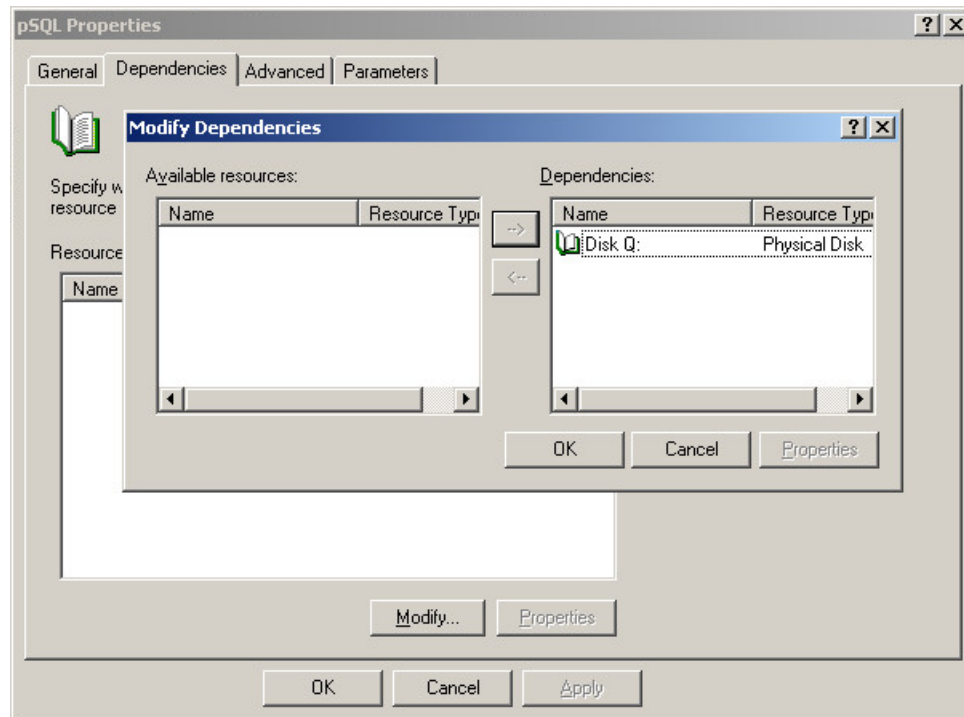 pSQL Properties
General Dependencies Advanced Parameters
Modify Dependencies
Specify w
resource
Resource
Name
Available resources:
Name Resource Typ
-->
<--
Dependencies:
Name Resource Typ
Disk Q: Physical Disk
OK Cancel Properties
Modify... Properties
OK Cancel Apply